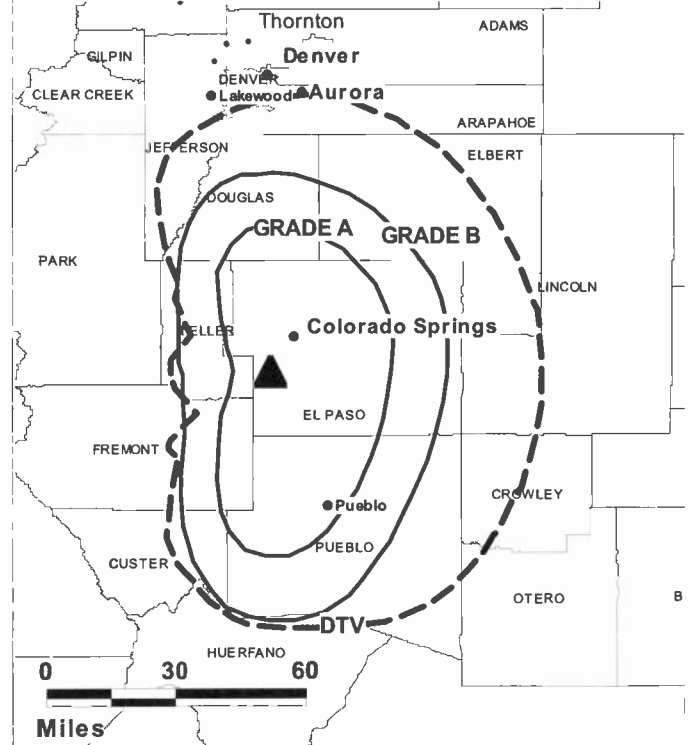 Thornton
ADAMS
GILPIN
Denver
DENVER
CLEAR CREEK
Lakewood
Aurora
ARAPAHOE
JEFFERSON
ELBERT
DOUGLAS
GRADE A
GRADE B
PARK
LINCOLN
TELLER
Colorado Springs
EL PASO
FREMONT
CROWLEY
Pueblo
PUEBLO
CUSTER
OTERO
B
DTV
HUERFANO
0 30 60
Miles